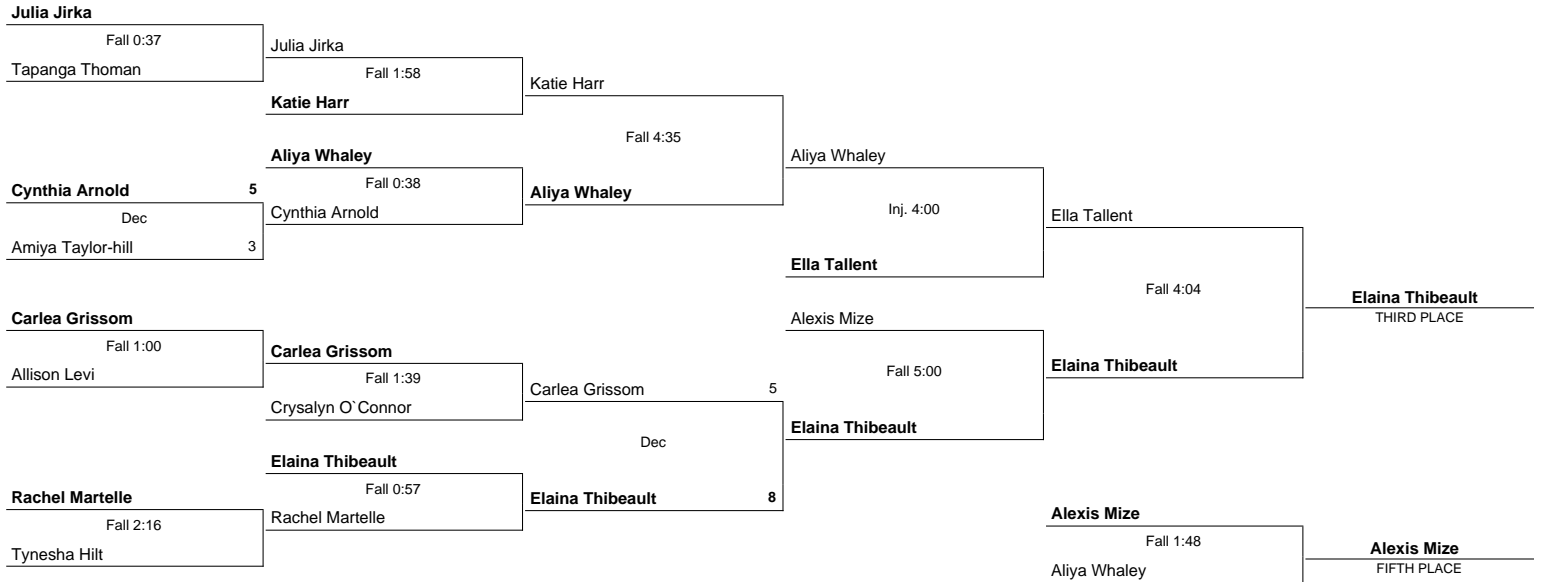 Julia Jirka
Fall 0:37
Tapanga Thoman
Cynthia Arnold 5
Dec
Amiya Taylor-hill 3
Carlea Grissom
Fall 1:00
Allison Levi
Rachel Martelle
Fall 2:16
Tynesha Hilt
Julia Jirka
Fall 1:58
Katie Harr
Aliya Whaley
Fall 0:38
Cynthia Arnold
Carlea Grissom
Fall 1:39
Crysalyn O`Connor
Elaina Thibeault
Fall 0:57
Rachel Martelle
Katie Harr
Fall 4:35
Aliya Whaley
Carlea Grissom 5
Dec
Elaina Thibeault 8
Aliya Whaley
Inj. 4:00
Ella Tallent
Alexis Mize
Fall 5:00
Elaina Thibeault
Ella Tallent
Fall 4:04
Elaina Thibeault
Elaina Thibeault
THIRD PLACE
Alexis Mize
Fall 1:48
Aliya Whaley
Alexis Mize
FIFTH PLACE